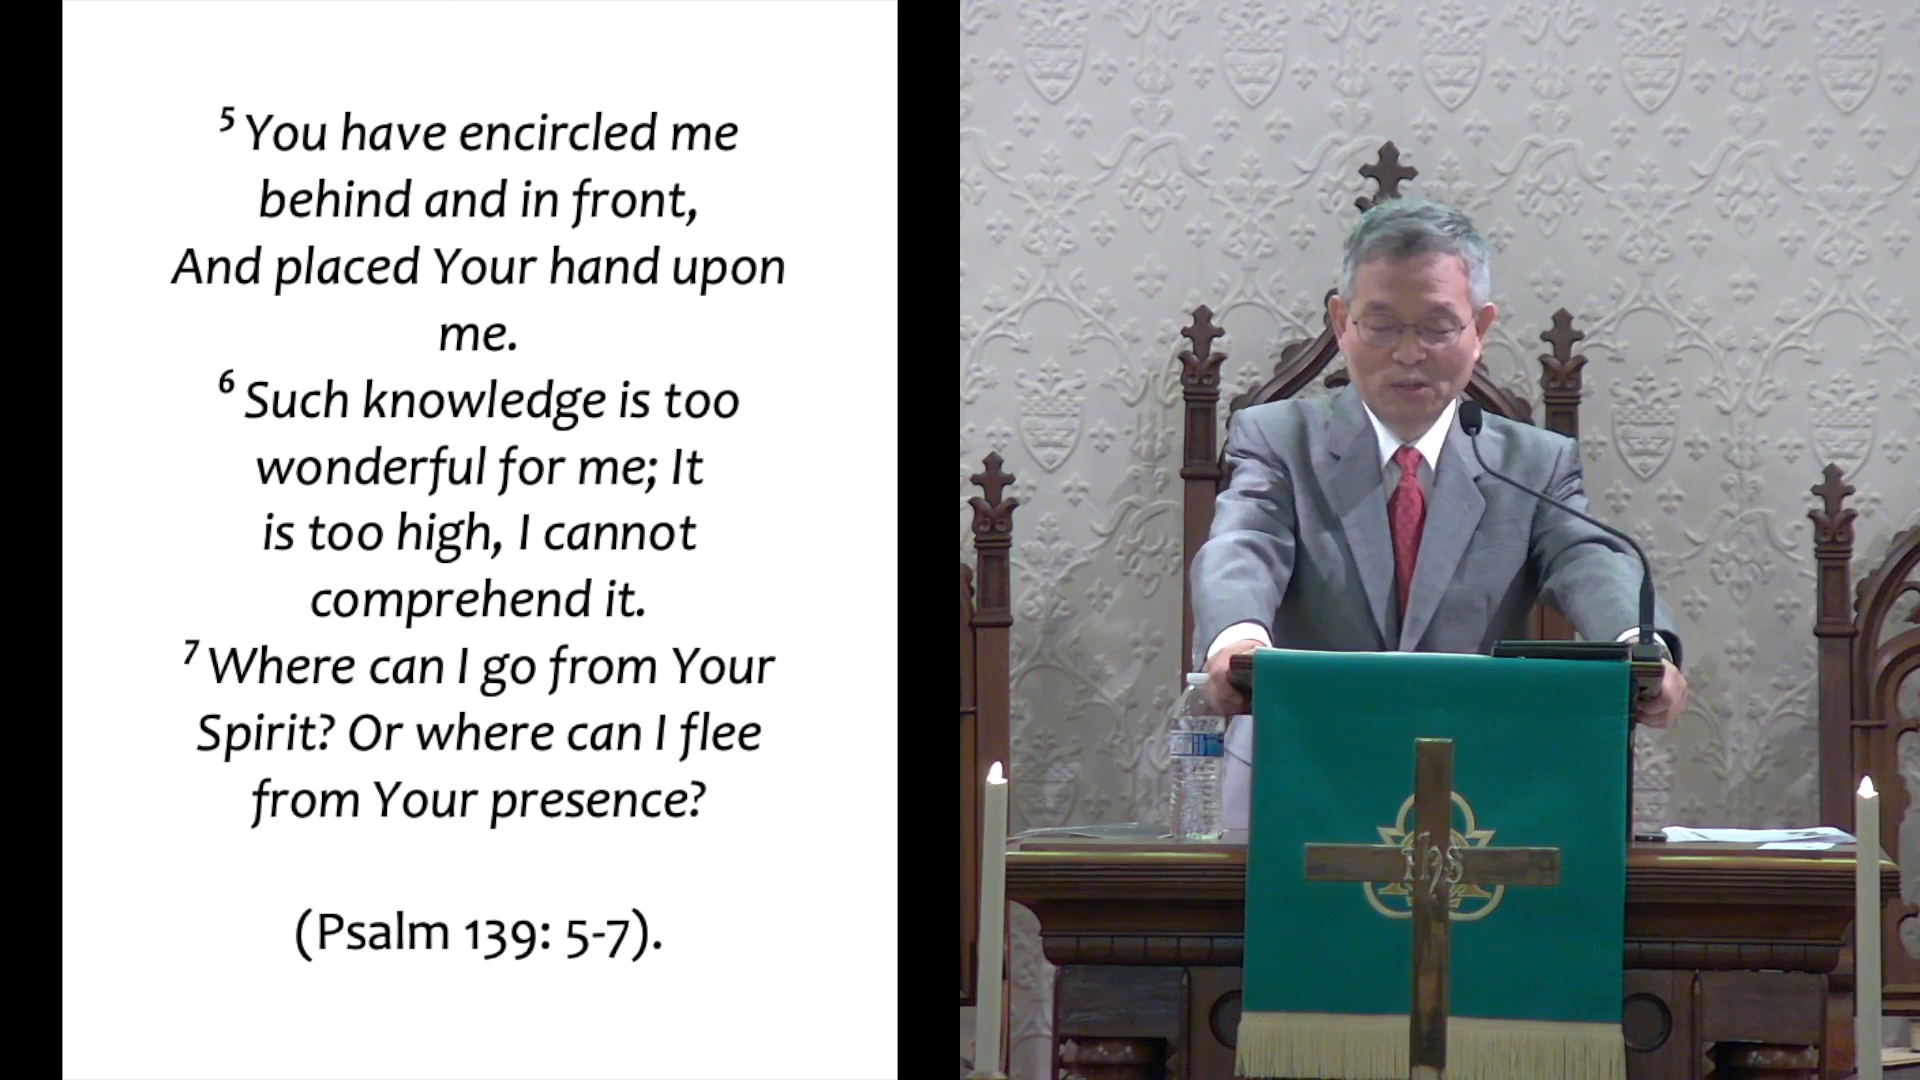 ⁵ You have encircled me
behind and in front,
And placed Your hand upon
me.
⁶ Such knowledge is too
wonderful for me; It
is too high, I cannot
comprehend it.
⁷ Where can I go from Your
Spirit? Or where can I flee
from Your presence?
(Psalm 139: 5-7).
ihs